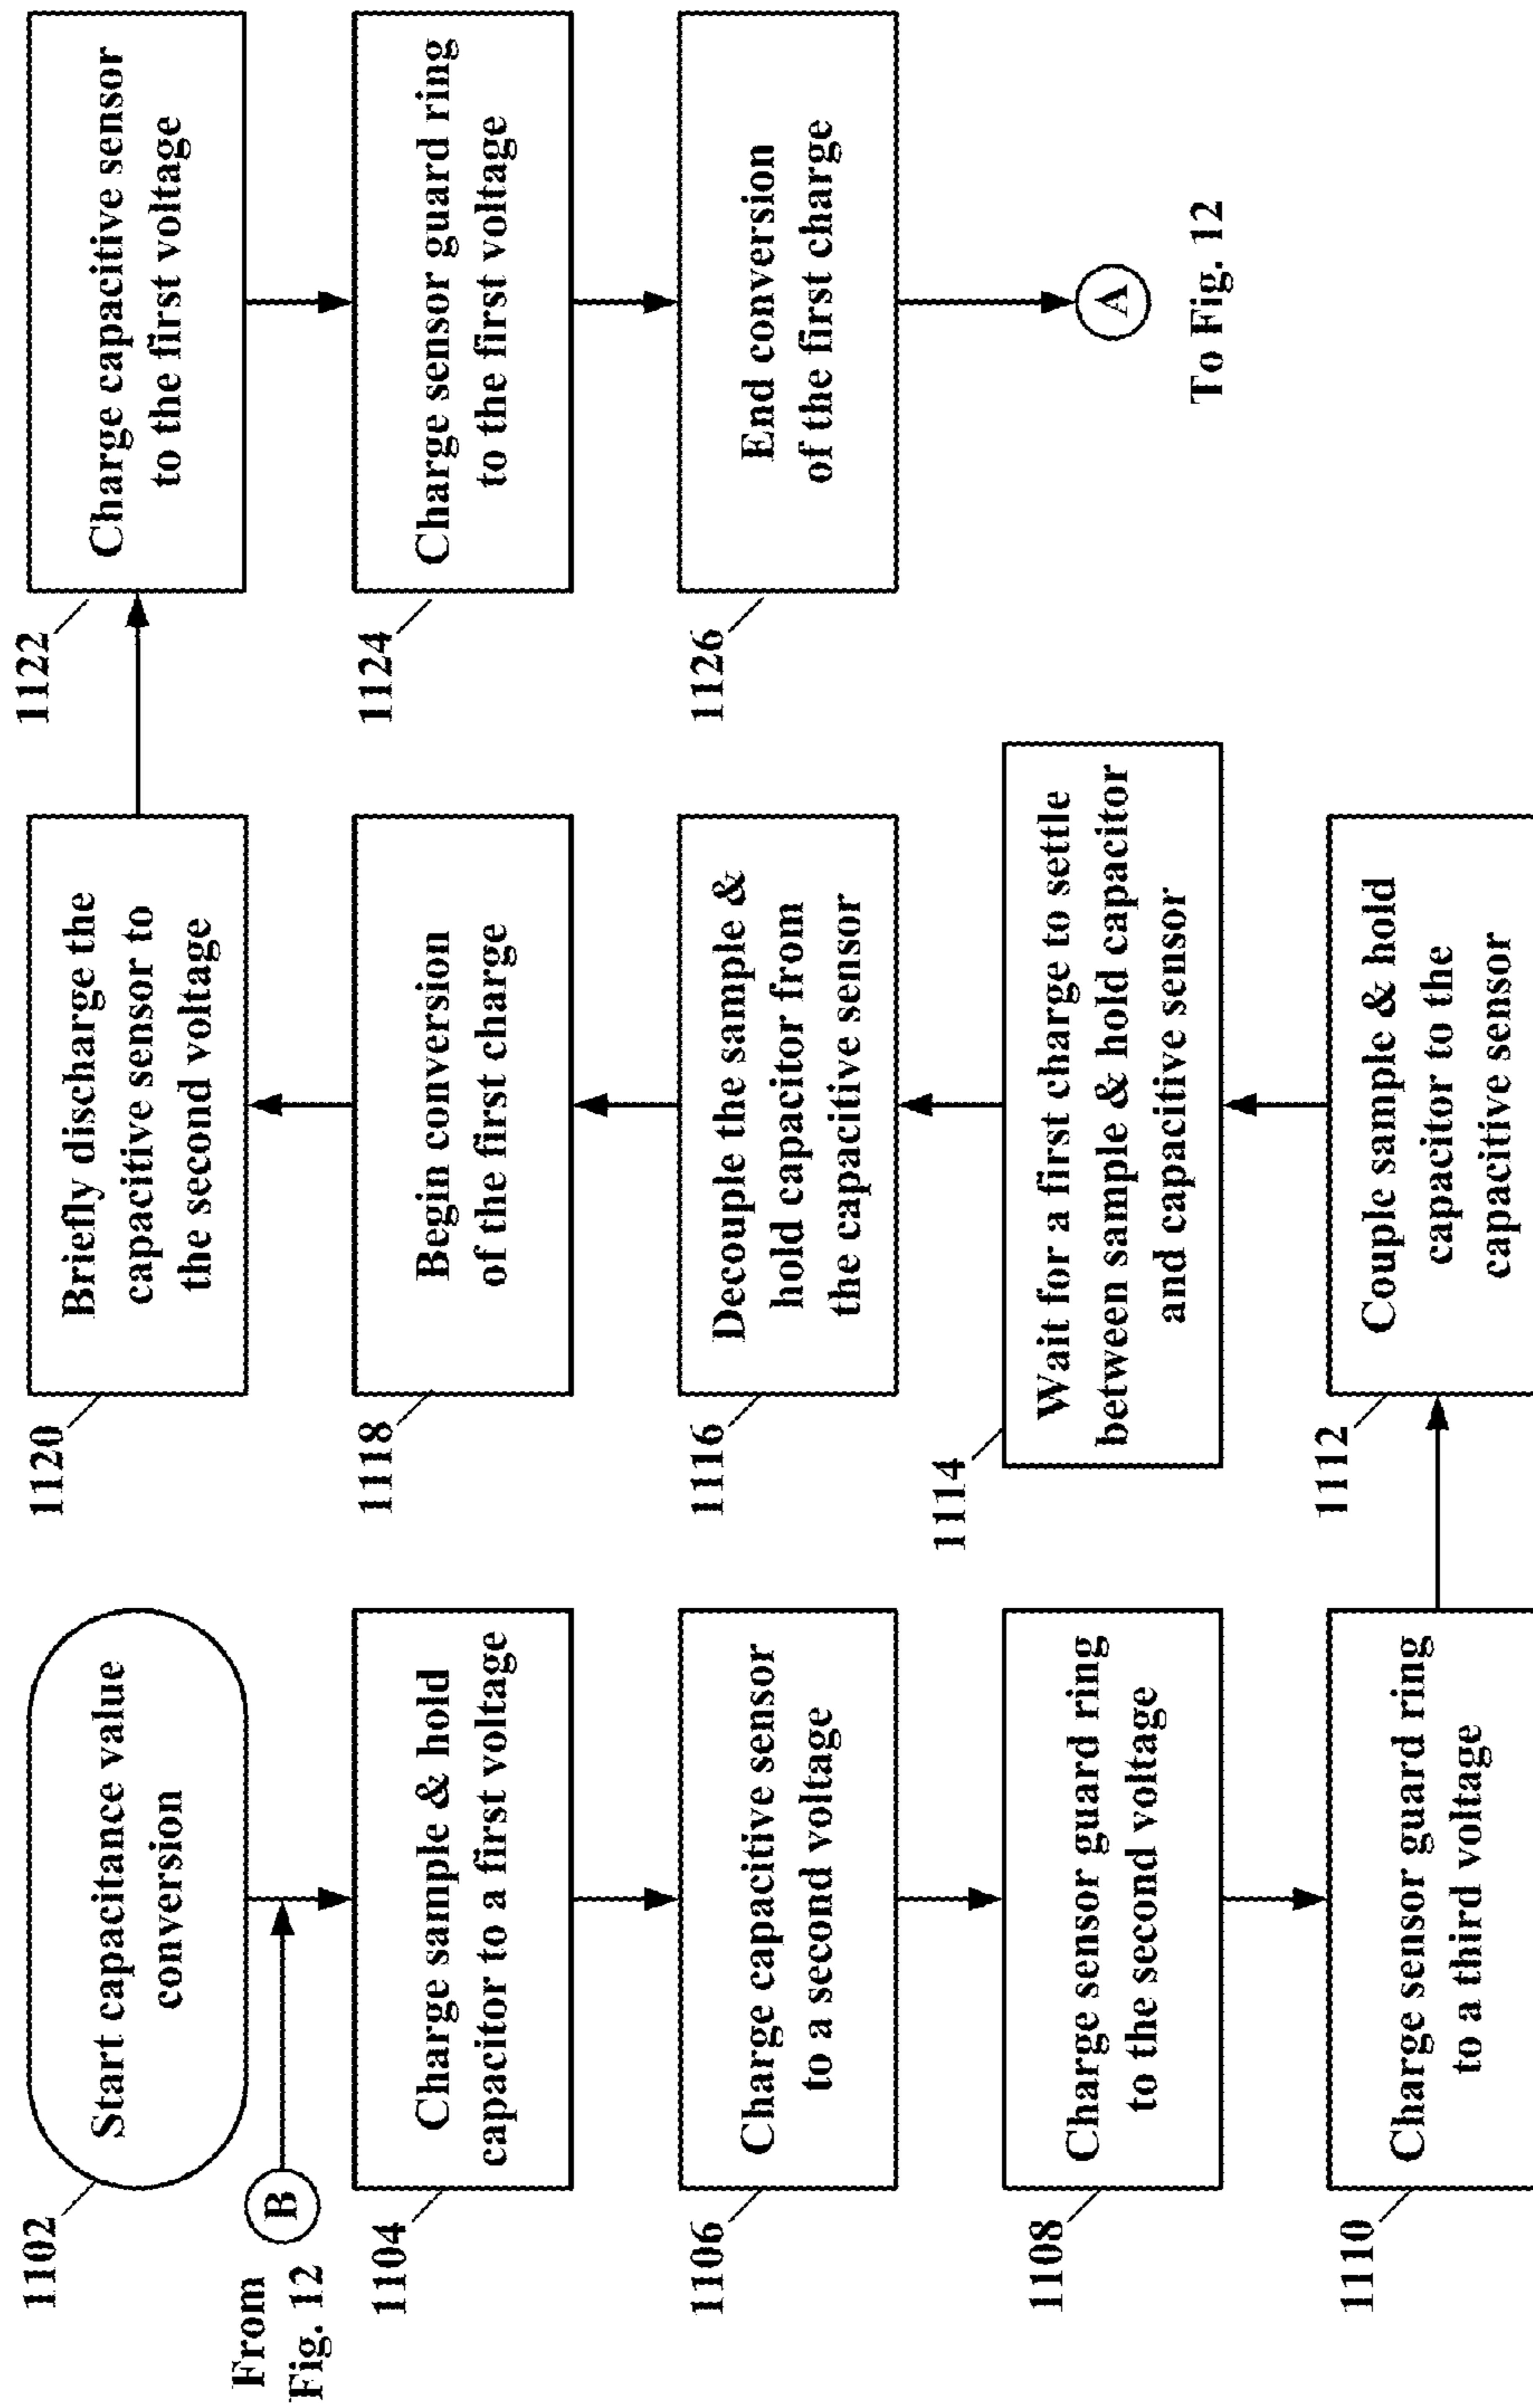 1102
Start capacitance value
conversion
From
Fig. 12
B
1104
Charge sample & hold
capacitor to a first voltage
1106
Charge capacitive sensor
to a second voltage
1108
Charge sensor guard ring
to the second voltage
1110
Charge sensor guard ring
to a third voltage
1112
Couple sample & hold
capacitor to the
capacitive sensor
1114
Wait for a first charge to settle
between sample & hold capacitor
and capacitive sensor
1116
Decouple the sample &
hold capacitor from
the capacitive sensor
1118
Begin conversion
of the first charge
1120
Briefly discharge the
capacitive sensor to
the second voltage
1122
Charge capacitive sensor
to the first voltage
1124
Charge sensor guard ring
to the first voltage
1126
End conversion
of the first charge
A
To Fig. 12